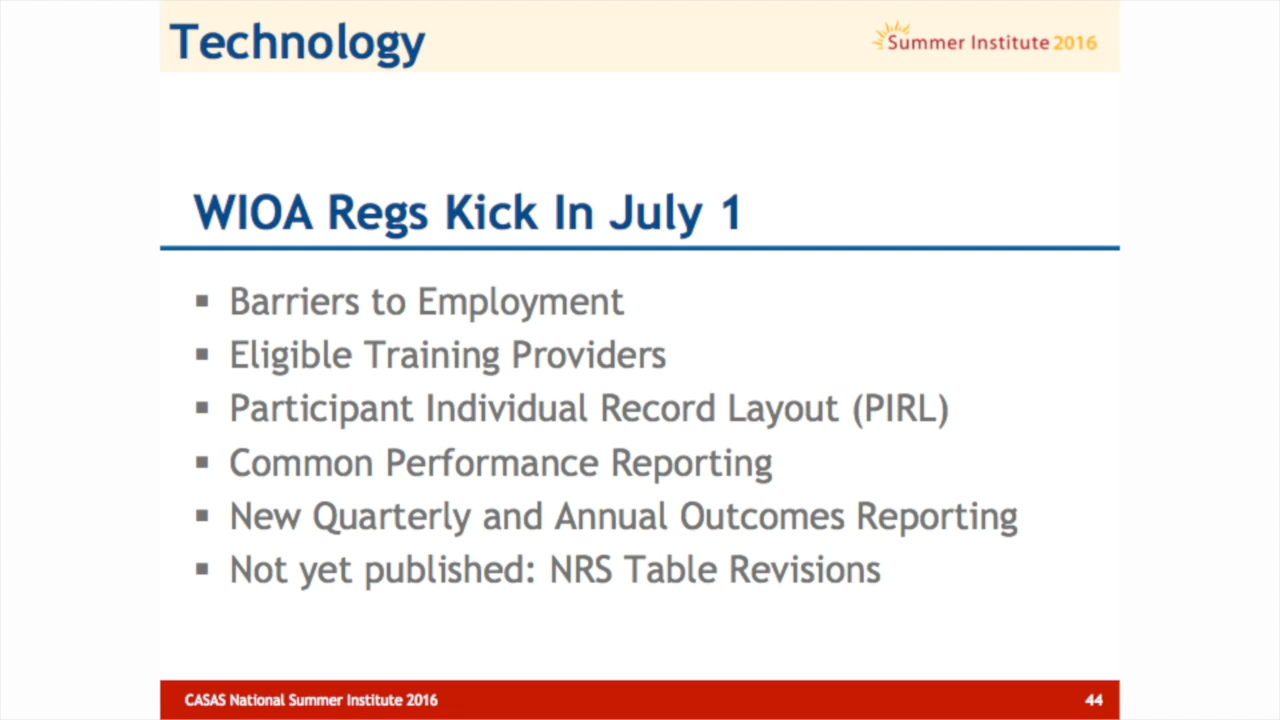 Technology
Summer Institute 2016
WIOA Regs Kick In July 1
▪ Barriers to Employment
▪ Eligible Training Providers
▪ Participant Individual Record Layout (PIRL)
▪ Common Performance Reporting
▪ New Quarterly and Annual Outcomes Reporting
▪ Not yet published: NRS Table Revisions
CASAS National Summer Institute 2016
44